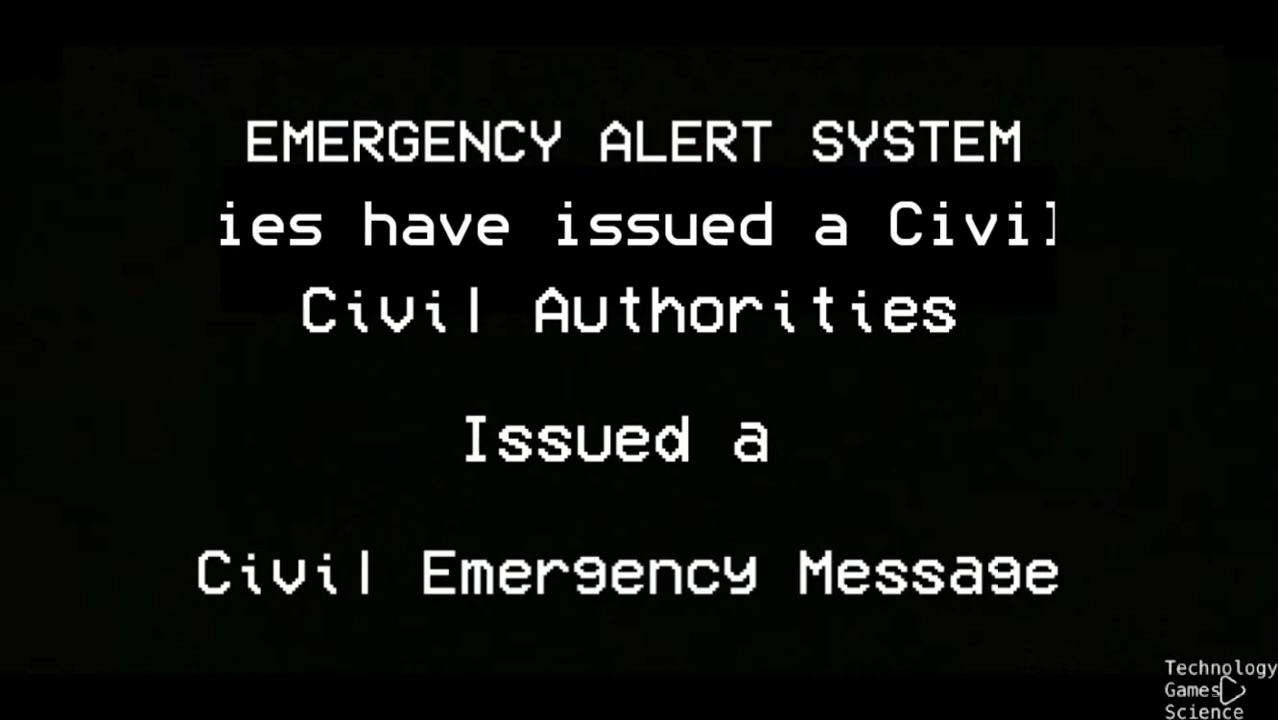 EMERGENCY ALERT SYSTEM
ies have issued a Civil
Civil Authorities
Issued a
Civil Emergency Message
Technology
Games
Science